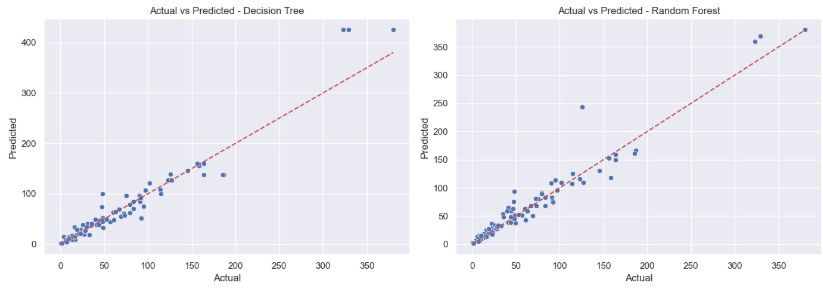 Actual vs Predicted - Decision Tree
400
300
200
100
0
Predicted
0 50 100 150 200 250 300 350
Actual
Actual vs Predicted - Random Forest
350
300
250
200
150
100
50
0
Predicted
0 50 100 150 200 250 300 350
Actual